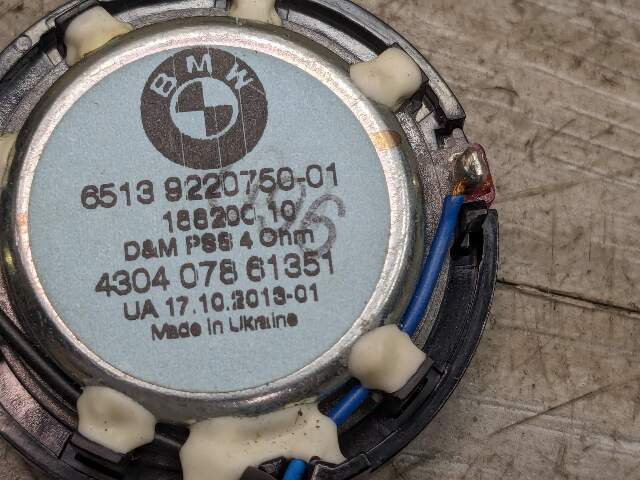 BMW
6513 9220750-01
188200 10
D&M PSS 4 Ohm
4304 078 61351
UA 17.10.2013-01
Made in Ukraine